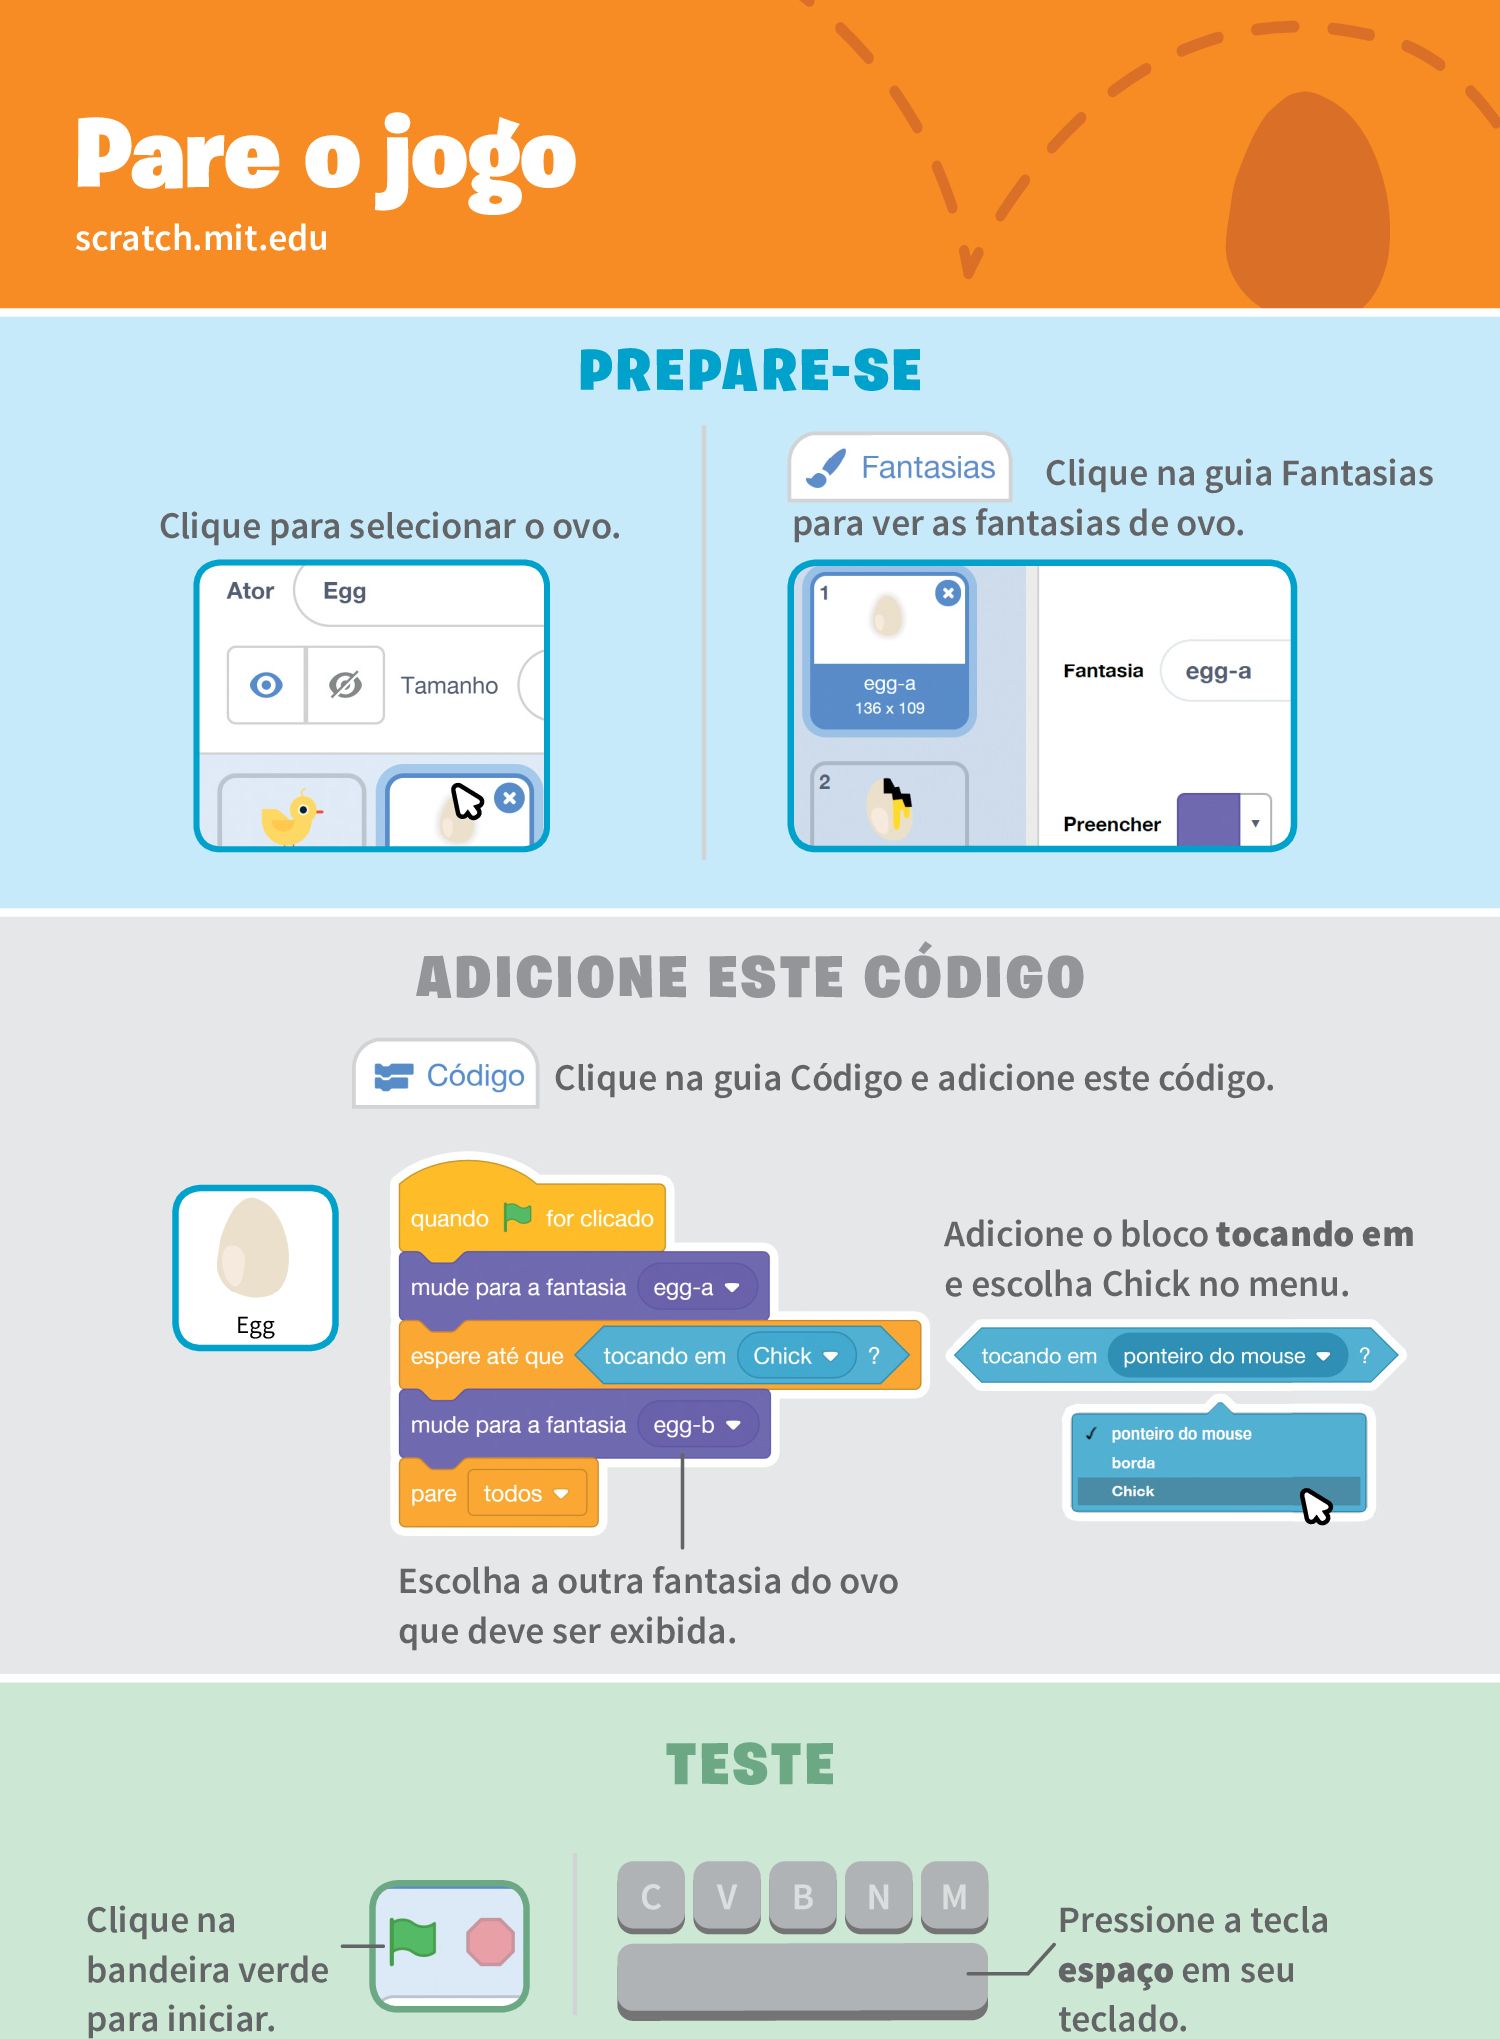 Pare o jogo
scratch.mit.edu
PREPARE-SE
Clique para selecionar o ovo.
Ator Egg
Tamanho
Fantasias Clique na guia Fantasias
para ver as fantasias de ovo.
1
egg-a
136 x 109
2
Fantasia egg-a
Preencher
ADICIONE ESTE CÓDIGO
Código Clique na guia Código e adicione este código.
Egg
quando for clicado
mude para a fantasia egg-a
espere até que tocando em Chick ?
mude para a fantasia egg-b
pare todos
Escolha a outra fantasia do ovo
que deve ser exibida.
Adicione o bloco tocando em
e escolha Chick no menu.
tocando em ponteiro do mouse ?
✓ ponteiro do mouse
borda
Chick
TESTE
Clique na
bandeira verde
para iniciar.
C V B N M
Pressione a tecla
espaço em seu
teclado.